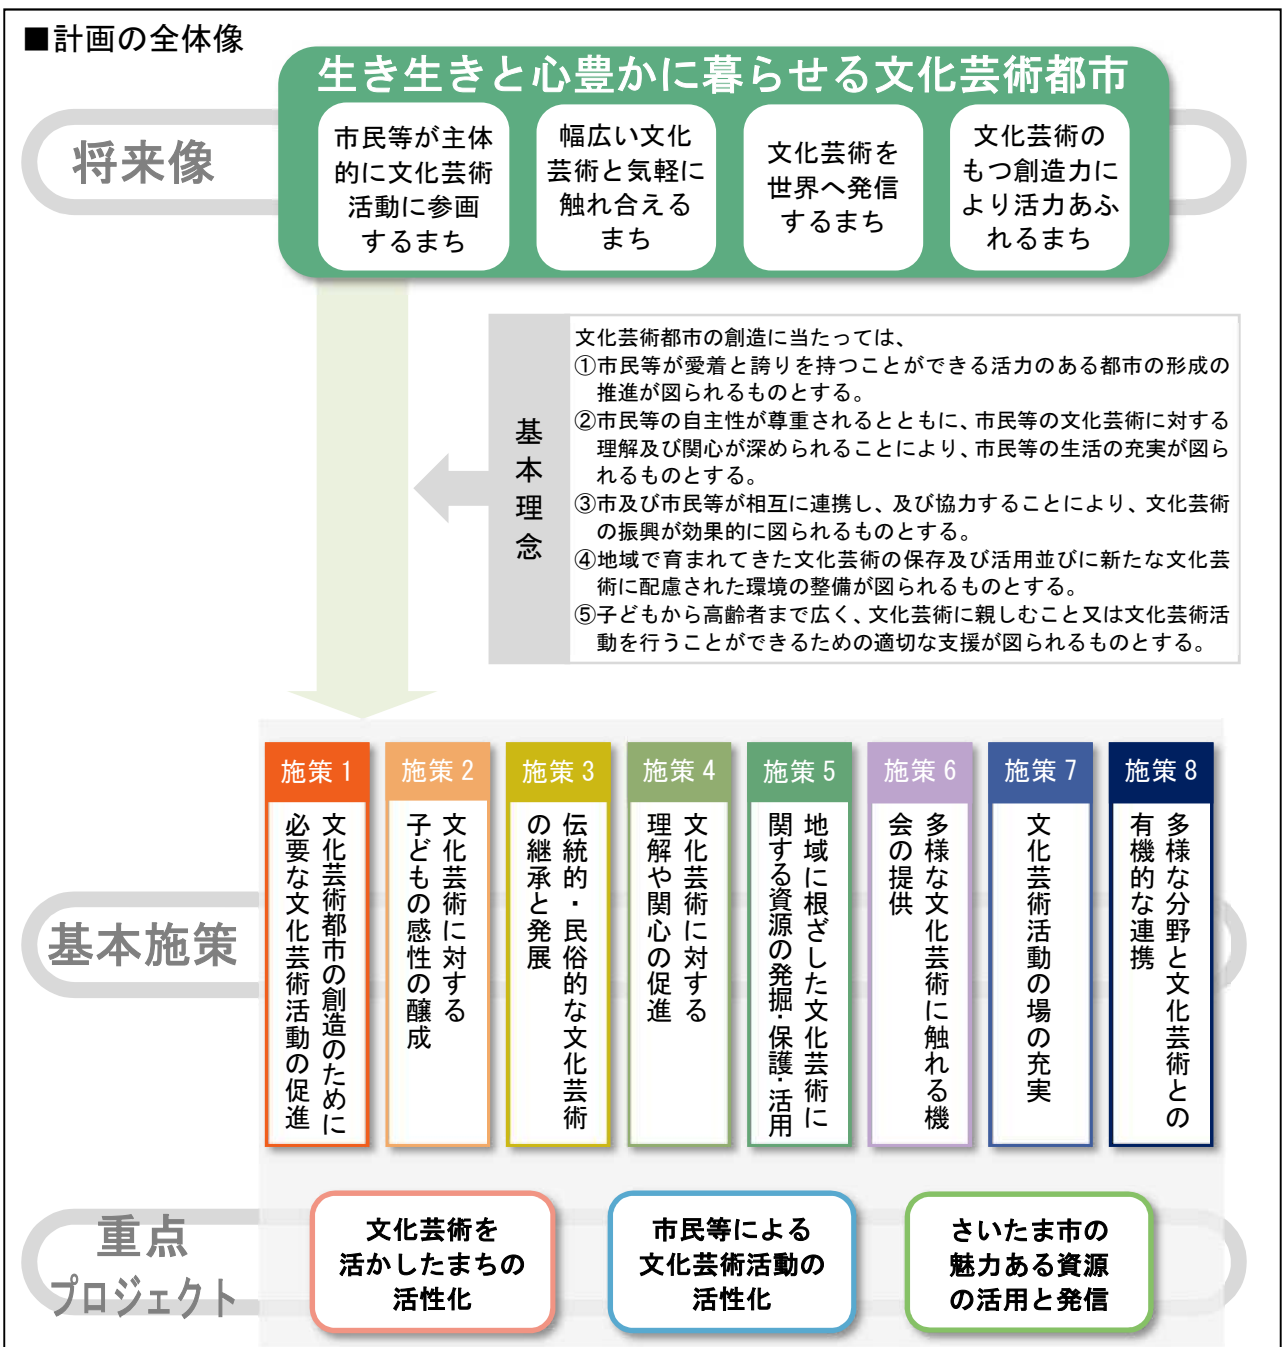 ■計画の全体像
生き生きと心豊かに暮らせる文化芸術都市
将来像
市民等が主体
的に文化芸術
活動に参画
するまち
幅広い文化
芸術と気軽に
触れ合える
まち
文化芸術を
世界へ発信
するまち
文化芸術の
もつ創造力に
より活力あふ
れるまち
基本理念
文化芸術都市の創造に当たっては、
①市民等が愛着と誇りを持つことができる活力のある都市の形成の
推進が図られるものとする。
②市民等の自主性が尊重されるとともに、市民等の文化芸術に対する
理解及び関心が深められることにより、市民等の生活の充実が図ら
れるものとする。
③市及び市民等が相互に連携し、及び協力することにより、文化芸術
の振興が効果的に図られるものとする。
④地域で育まれてきた文化芸術の保存及び活用並びに新たな文化芸
術に配慮された環境の整備が図られるものとする。
⑤子どもから高齢者まで広く、文化芸術に親しむこと又は文化芸術活
動を行うことができるための適切な支援が図られるものとする。
基本施策
施策1
文化芸術都市の創造のために
必要な文化芸術活動の促進
施策2
文化芸術に対する
子どもの感性の醸成
施策3
伝統的・民俗的な文化芸術
の継承と発展
施策4
文化芸術に対する
理解や関心の促進
施策5
地域に根ざした文化芸術に
関する資源の発掘・保護・活用
施策6
多様な文化芸術に触れる機
会の提供
施策7
文化芸術活動の場の充実
施策8
多様な分野と文化芸術との
有機的な連携
重点
プロジェクト
文化芸術を
活かしたまちの
活性化
市民等による
文化芸術活動の
活性化
さいたま市の
魅力ある資源
の活用と発信